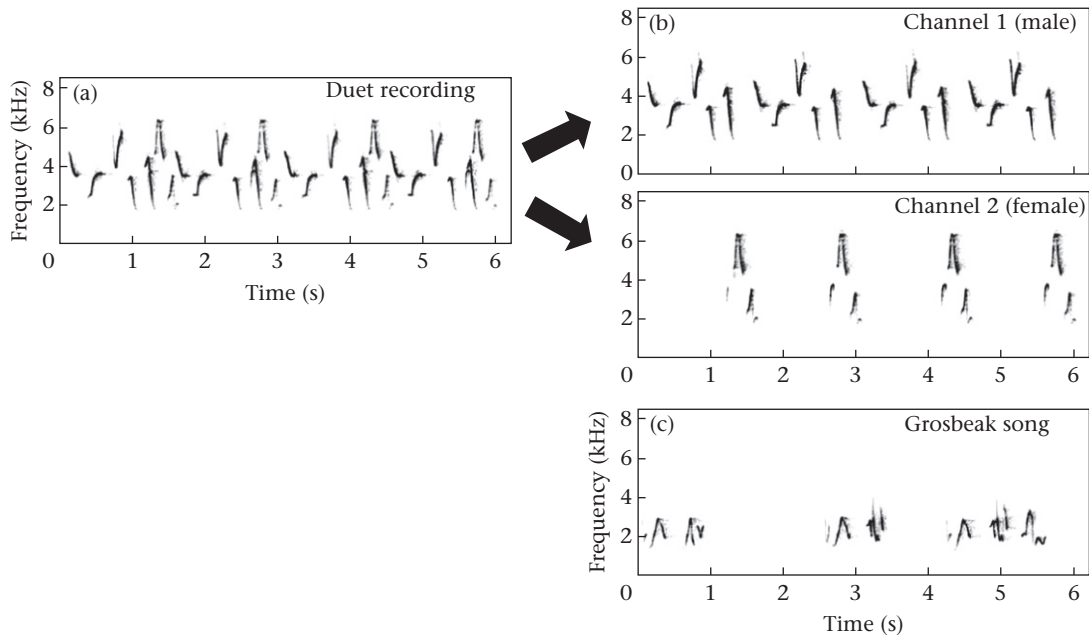 (a) Duet recording
Frequency (kHz)
8
6
4
2
0 1 2 3 4 5 6
Time (s)
(b) Channel 1 (male)
8
6
4
2
0
Channel 2 (female)
8
6
4
2
0 1 2 3 4 5 6
(c) Grosbeak song
Frequency (kHz)
8
6
4
2
0 1 2 3 4 5 6
Time (s)